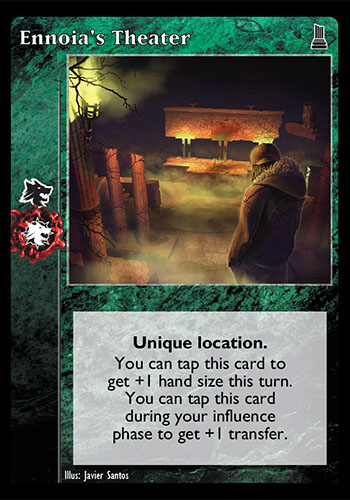 Ennoia's Theater
Unique location.
You can tap this card to
get +1 hand size this turn.
You can tap this card
during your influence
phase to get +1 transfer.
Illus: Javier Santos